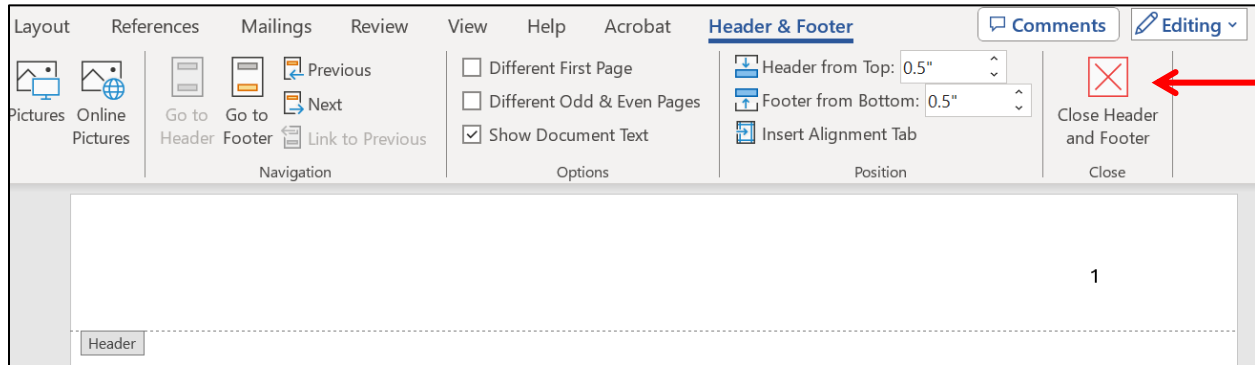 Layout References Mailings Review View Help Acrobat Header & Footer Comments Editing
Pictures
Online
Pictures
Go to
Header
Go to
Footer
Previous
Next
Link to Previous
Navigation
Different First Page
Different Odd & Even Pages
Show Document Text
Options
Header from Top: 0.5"
Footer from Bottom: 0.5"
Insert Alignment Tab
Position
Close Header
and Footer
Close
1
Header